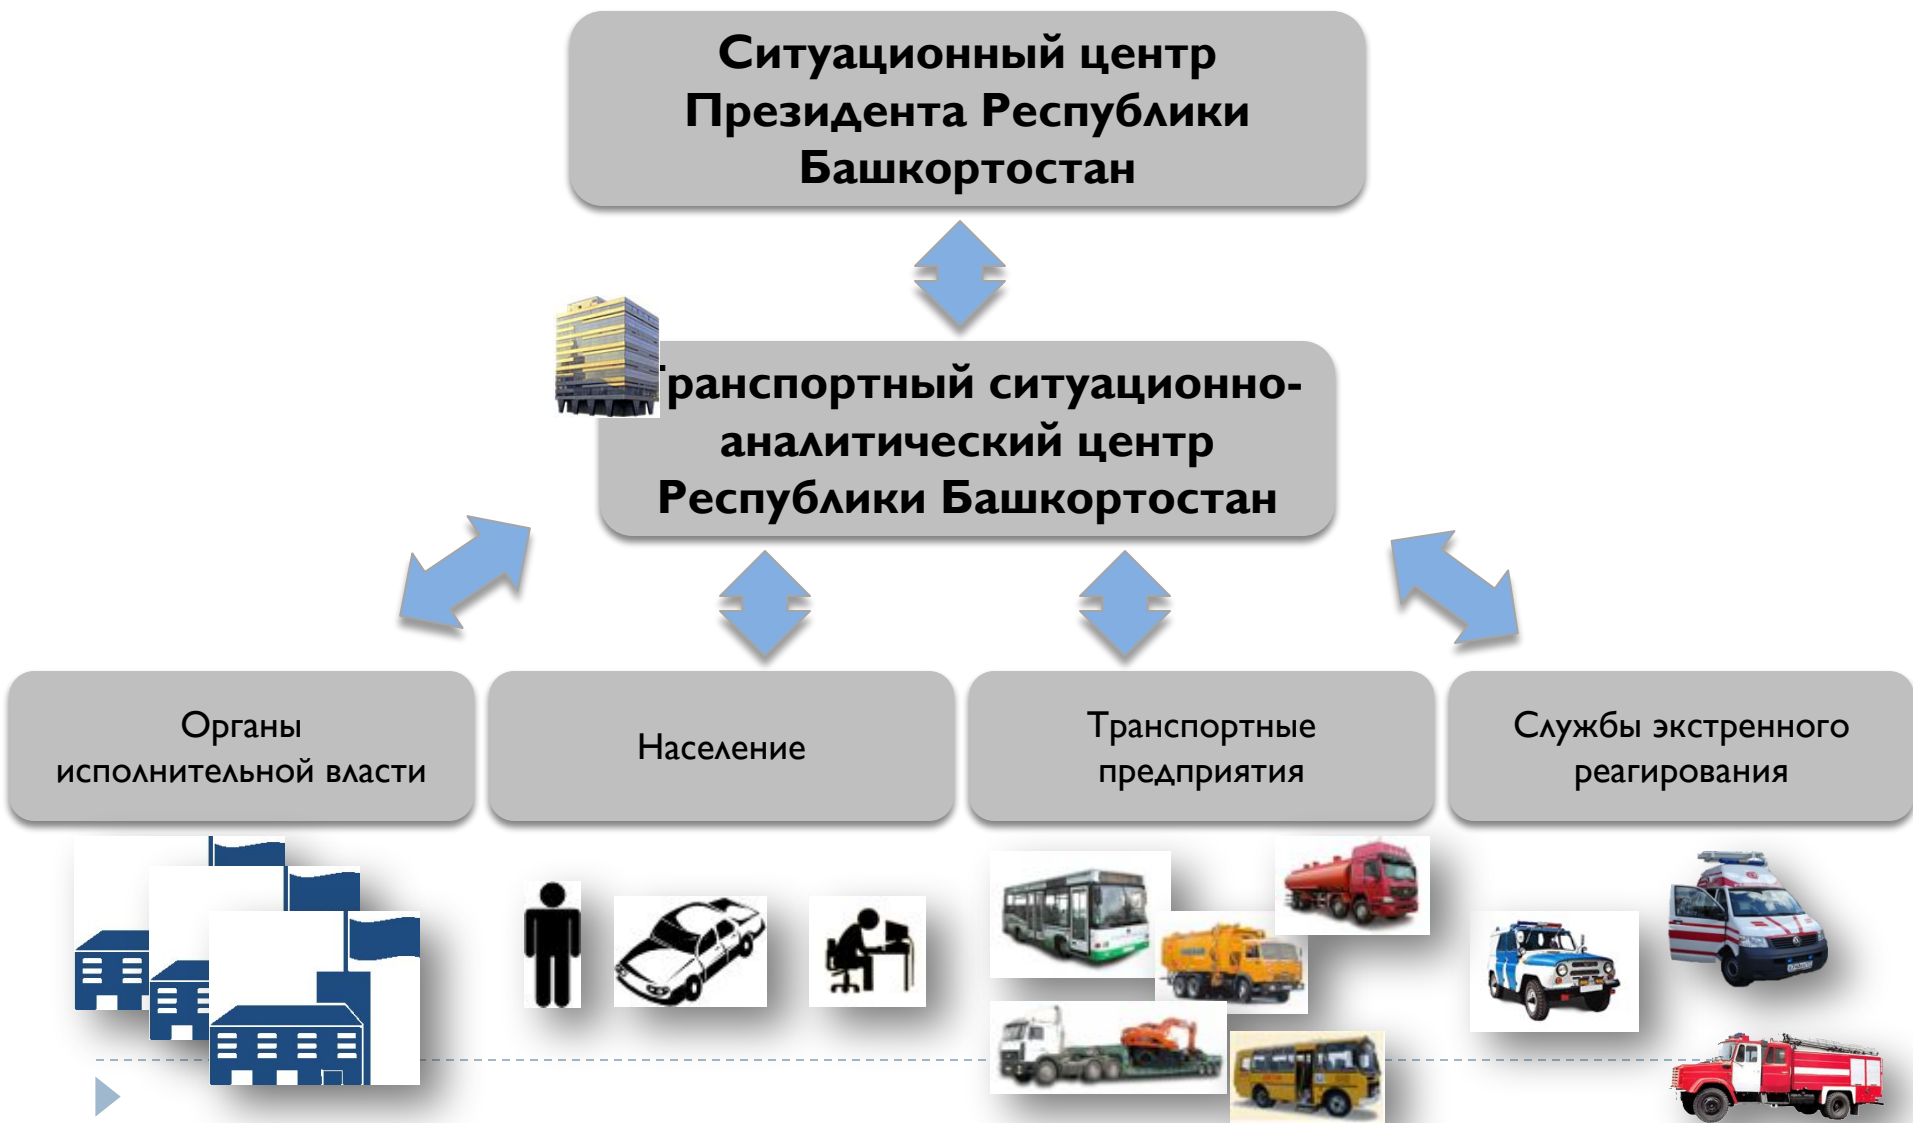 Ситуационный центр
Президента Республики
Башкортостан
Транспортный ситуационно-
аналитический центр
Республики Башкортостан
Органы
исполнительной власти
Население
Транспортные
предприятия
Службы экстренного
реагирования